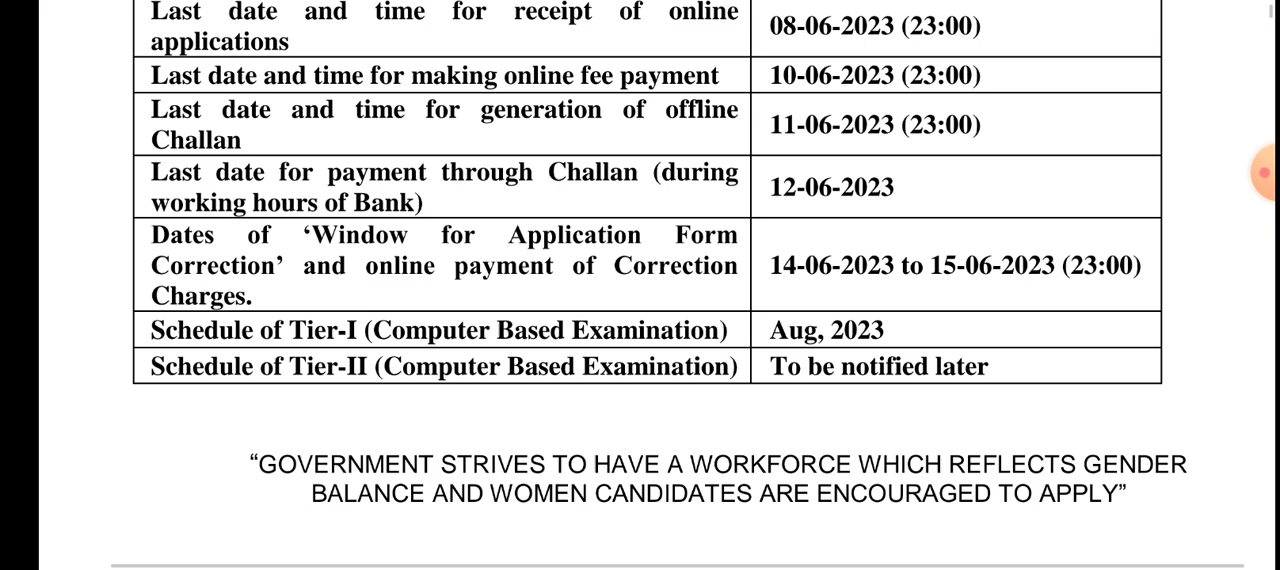 Last date and time for receipt of online
applications
08-06-2023 (23:00)
Last date and time for making online fee payment
10-06-2023 (23:00)
Last date and time for generation of offline
Challan
11-06-2023 (23:00)
Last date for payment through Challan (during
working hours of Bank)
12-06-2023
Dates of ‘Window for Application Form
Correction’ and online payment of Correction
Charges.
14-06-2023 to 15-06-2023 (23:00)
Schedule of Tier-I (Computer Based Examination)
Aug, 2023
Schedule of Tier-II (Computer Based Examination)
To be notified later
“GOVERNMENT STRIVES TO HAVE A WORKFORCE WHICH REFLECTS GENDER
BALANCE AND WOMEN CANDIDATES ARE ENCOURAGED TO APPLY”